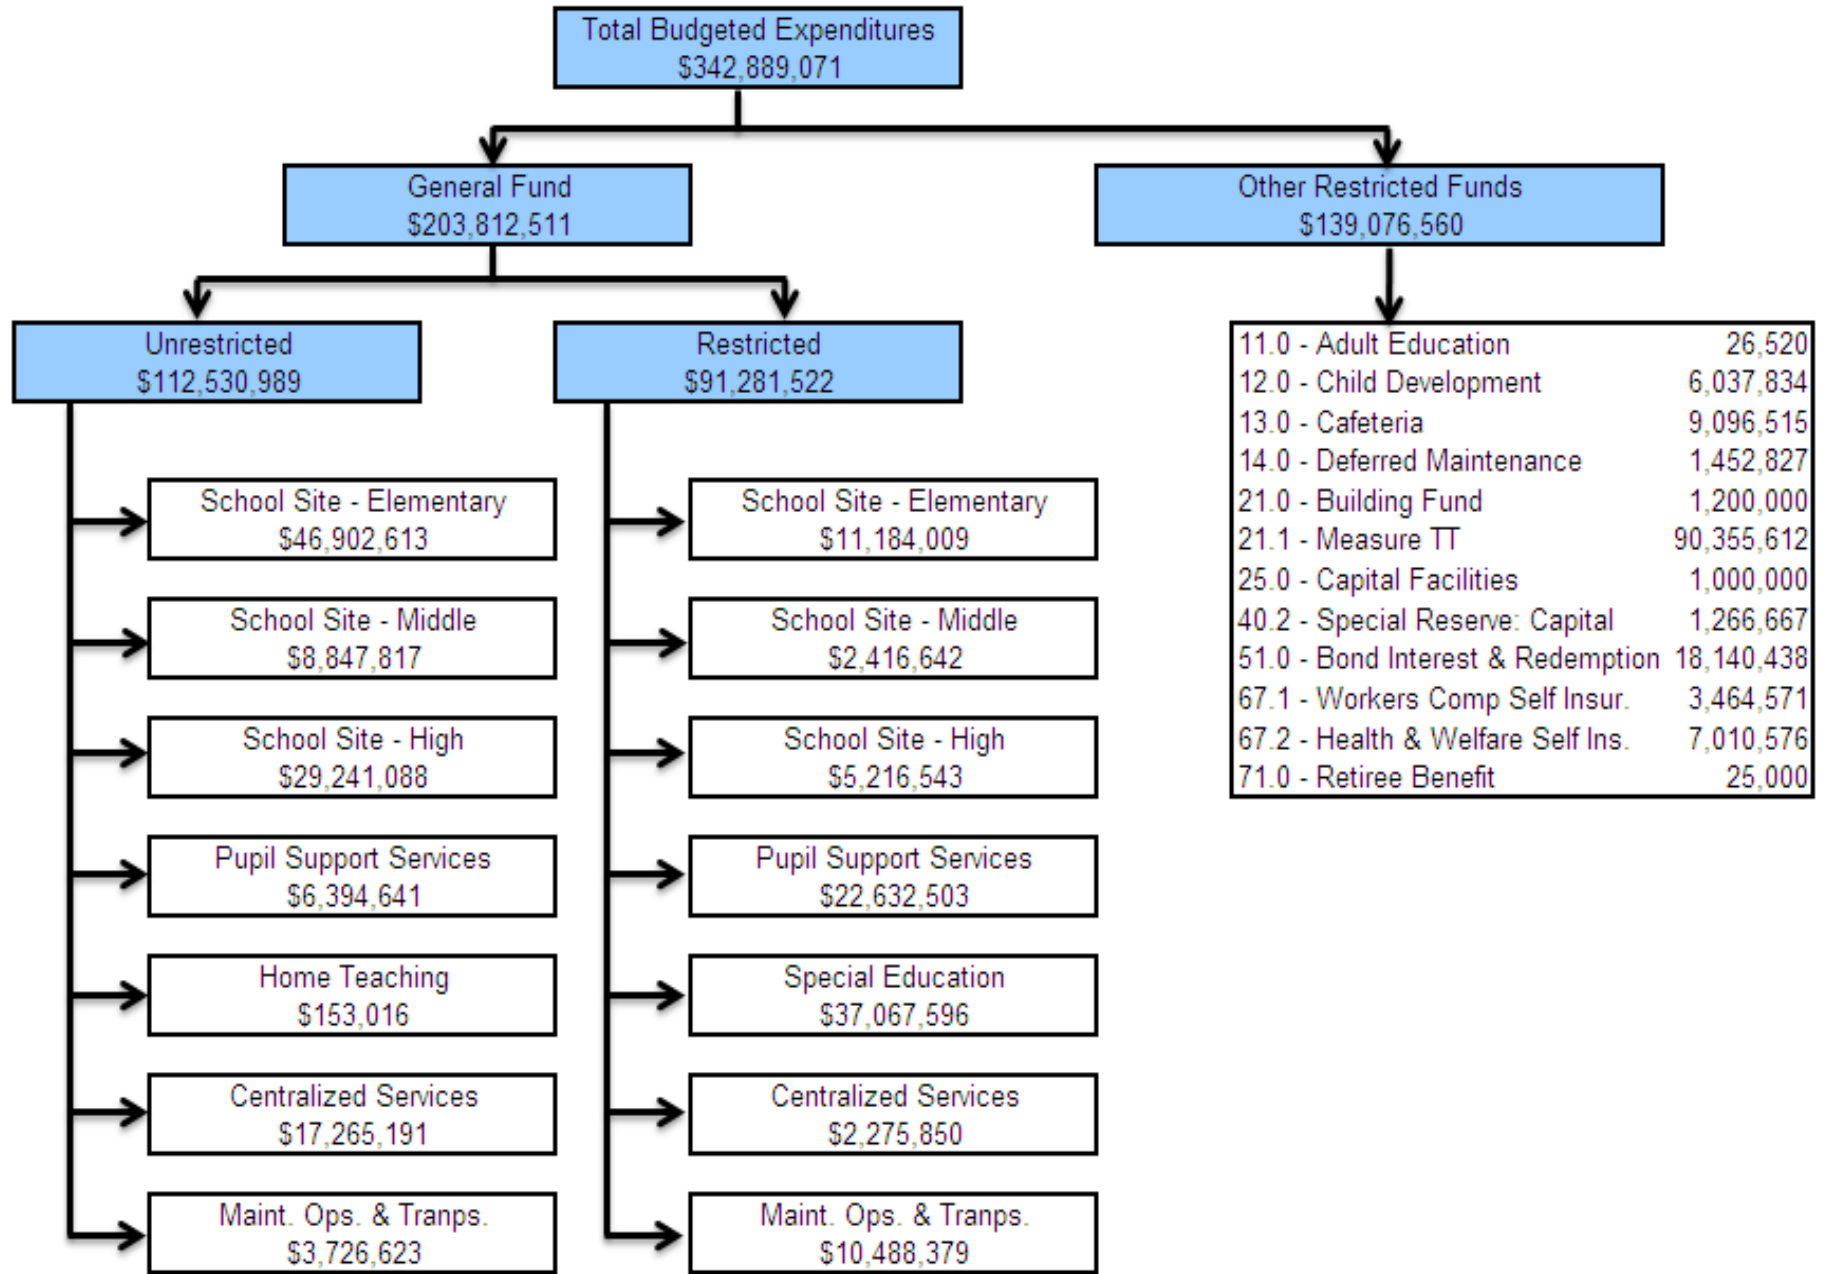 Total Budgeted Expenditures
$342,889,071
General Fund
$203,812,511
Other Restricted Funds
$139,076,560
Unrestricted
$112,530,989
Restricted
$91,281,522
School Site - Elementary
$46,902,613
School Site - Middle
$8,847,817
School Site - High
$29,241,088
Pupil Support Services
$6,394,641
Home Teaching
$153,016
Centralized Services
$17,265,191
Maint. Ops. & Tranps.
$3,726,623
School Site - Elementary
$11,184,009
School Site - Middle
$2,416,642
School Site - High
$5,216,543
Pupil Support Services
$22,632,503
Special Education
$37,067,596
Centralized Services
$2,275,850
Maint. Ops. & Tranps.
$10,488,379
11.0 - Adult Education 26,520
12.0 - Child Development 6,037,834
13.0 - Cafeteria 9,096,515
14.0 - Deferred Maintenance 1,452,827
21.0 - Building Fund 1,200,000
21.1 - Measure TT 90,355,612
25.0 - Capital Facilities 1,000,000
40.2 - Special Reserve: Capital 1,266,667
51.0 - Bond Interest & Redemption 18,140,438
67.1 - Workers Comp Self Insur. 3,464,571
67.2 - Health & Welfare Self Ins. 7,010,576
71.0 - Retiree Benefit 25,000